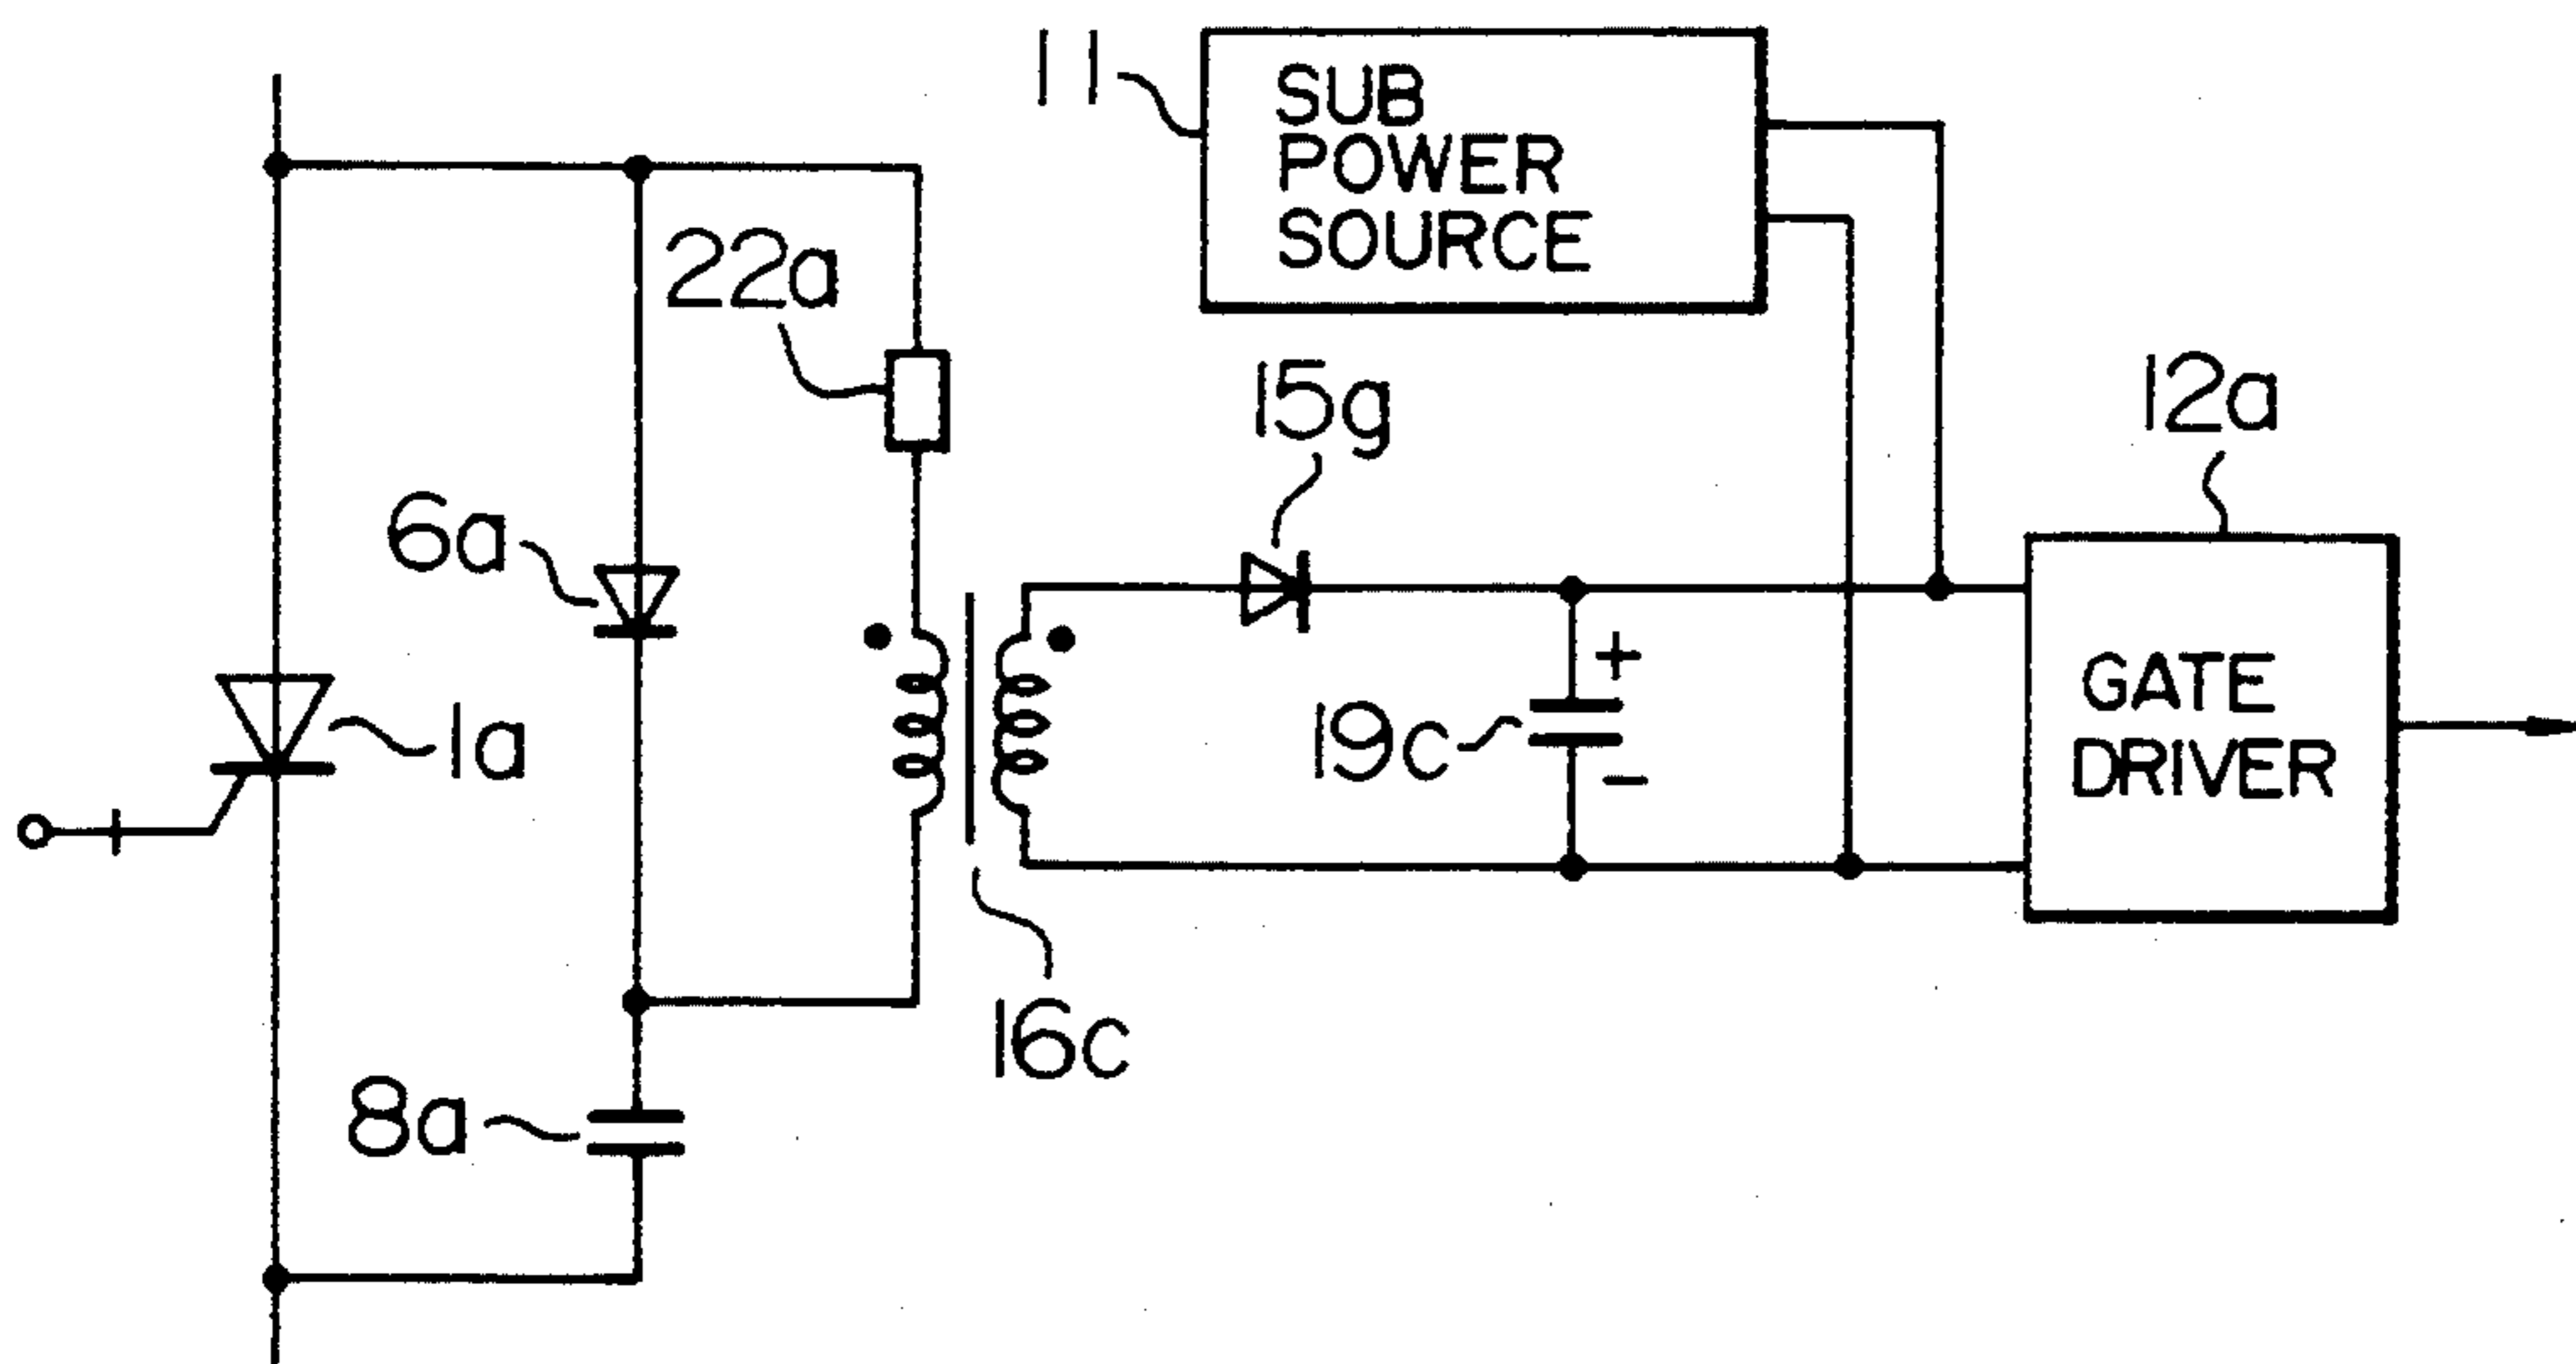 11
SUB
POWER
SOURCE
22a
15g
12a
6a
1a
+
19c
−
GATE
DRIVER
16c
8a